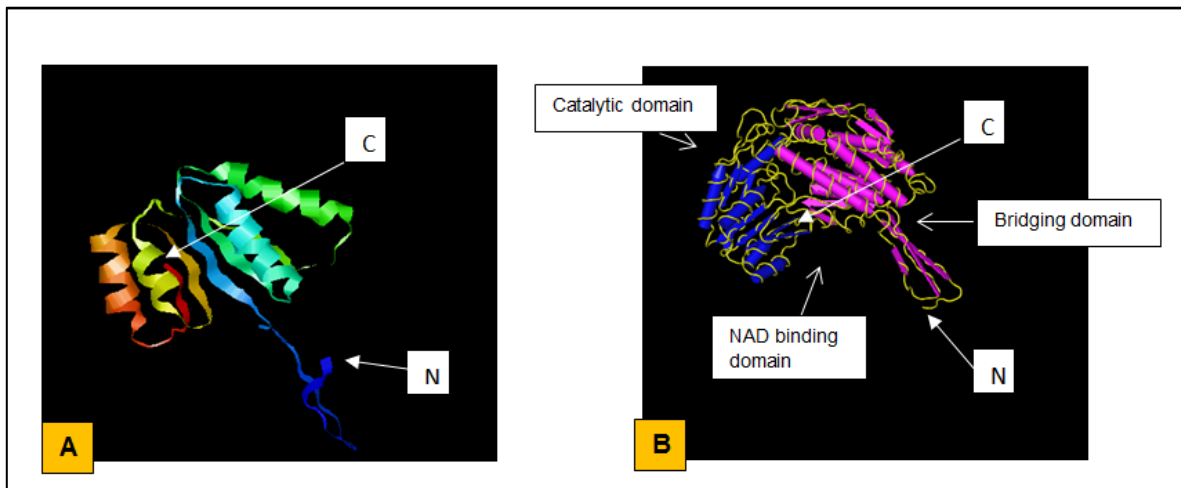 C
N
A
Catalytic domain
C
Bridging domain
NAD binding
domain
N
B